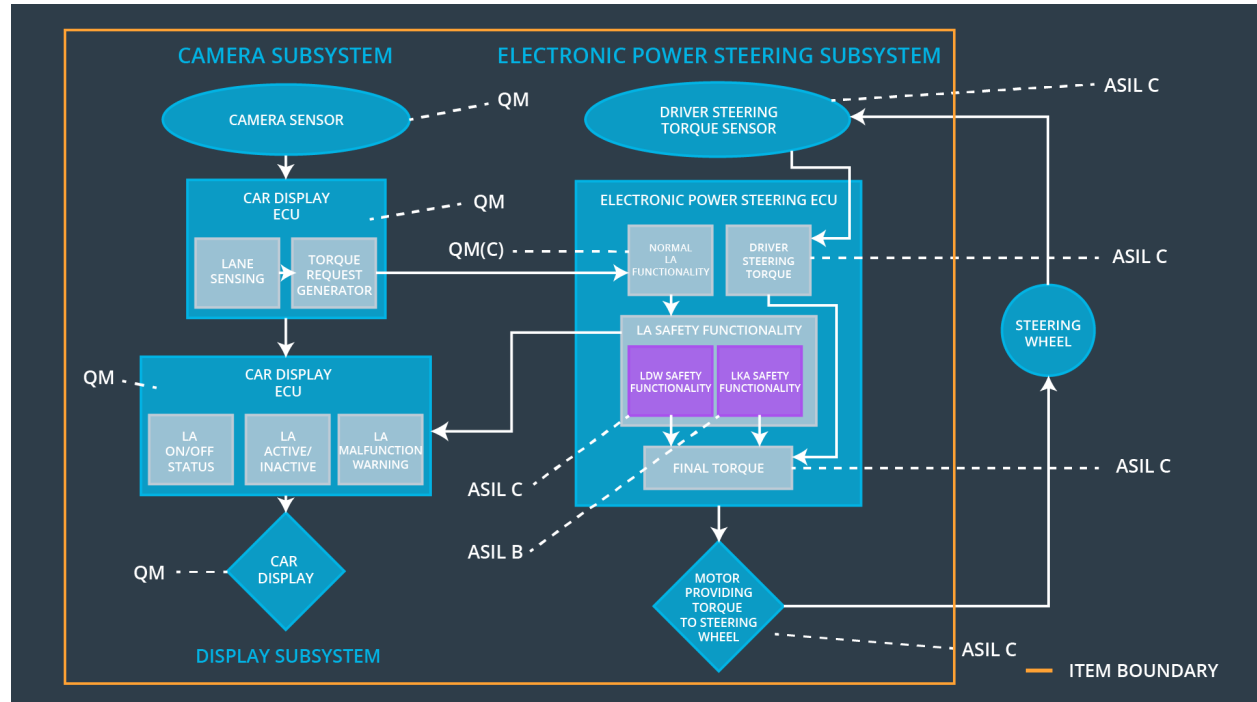 CAMERA SUBSYSTEM
ELECTRONIC POWER STEERING SUBSYSTEM
CAMERA SENSOR
QM
DRIVER STEERING
TORQUE SENSOR
ASIL C
CAR DISPLAY
ECU
QM
LANE
SENSING
TORQUE
REQUEST
GENERATOR
ELECTRONIC POWER STEERING ECU
QM(C)
NORMAL
LA
FUNCTIONALITY
DRIVER
STEERING
TORQUE
ASIL C
LA SAFETY FUNCTIONALITY
LDW SAFETY
FUNCTIONALITY
LKA SAFETY
FUNCTIONALITY
STEERING
WHEEL
CAR DISPLAY
ECU
QM
LA
ON/OFF
STATUS
LA
ACTIVE/
INACTIVE
LA
MALFUNCTION
WARNING
FINAL TORQUE
ASIL C
ASIL C
ASIL B
QM
CAR
DISPLAY
MOTOR
PROVIDING
TORQUE
TO STEERING
WHEEL
ASIL C
DISPLAY SUBSYSTEM
ITEM BOUNDARY